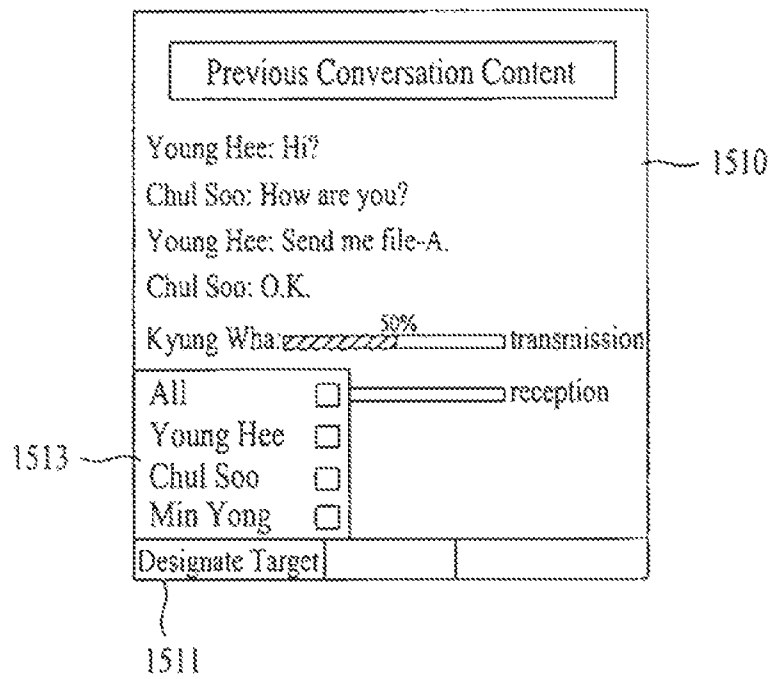 Previous Conversation Content
Young Hee: Hi?
1510
Chul Soo: How are you?
Young Hee: Send me file-A.
Chul Soo: O.K.
50%
Kyung Wha: transmission
All reception
Young Hee
1513
Chul Soo
Min Yong
Designate Target
1511